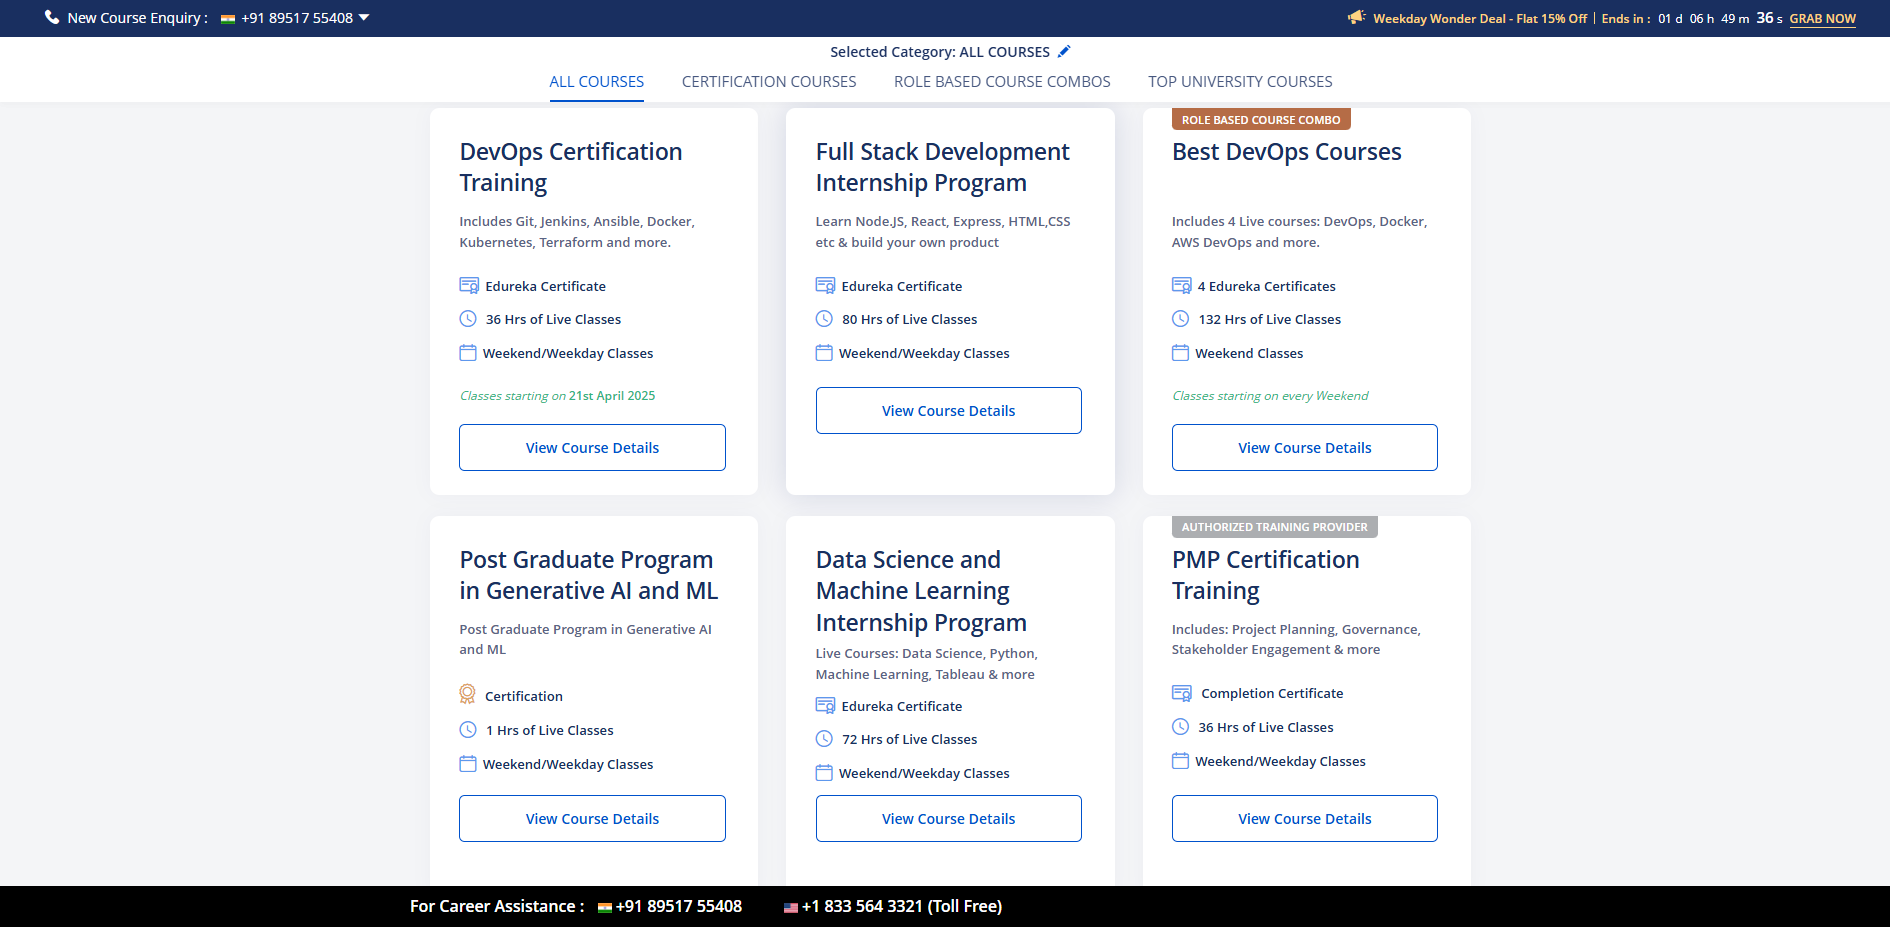 New Course Enquiry : +91 89517 55408
Weekday Wonder Deal - Flat 15% Off | Ends in : 01 d 06 h 49 m 36 s GRAB NOW
Selected Category: ALL COURSES
ALL COURSES CERTIFICATION COURSES ROLE BASED COURSE COMBOS TOP UNIVERSITY COURSES
DevOps Certification
Training
Includes Git, Jenkins, Ansible, Docker,
Kubernetes, Terraform and more.
Edureka Certificate
36 Hrs of Live Classes
Weekend/Weekday Classes
Classes starting on 21st April 2025
View Course Details
Full Stack Development
Internship Program
Learn Node.JS, React, Express, HTML,CSS
etc & build your own product
Edureka Certificate
80 Hrs of Live Classes
Weekend/Weekday Classes
View Course Details
ROLE BASED COURSE COMBO
Best DevOps Courses
Includes 4 Live courses: DevOps, Docker,
AWS DevOps and more.
4 Edureka Certificates
132 Hrs of Live Classes
Weekend Classes
Classes starting on every Weekend
View Course Details
Post Graduate Program
in Generative AI and ML
Post Graduate Program in Generative AI
and ML
Certification
1 Hrs of Live Classes
Weekend/Weekday Classes
View Course Details
Data Science and
Machine Learning
Internship Program
Live Courses: Data Science, Python,
Machine Learning, Tableau & more
Edureka Certificate
72 Hrs of Live Classes
Weekend/Weekday Classes
View Course Details
AUTHORIZED TRAINING PROVIDER
PMP Certification
Training
Includes: Project Planning, Governance,
Stakeholder Engagement & more
Completion Certificate
36 Hrs of Live Classes
Weekend/Weekday Classes
View Course Details
For Career Assistance : +91 89517 55408 +1 833 564 3321 (Toll Free)